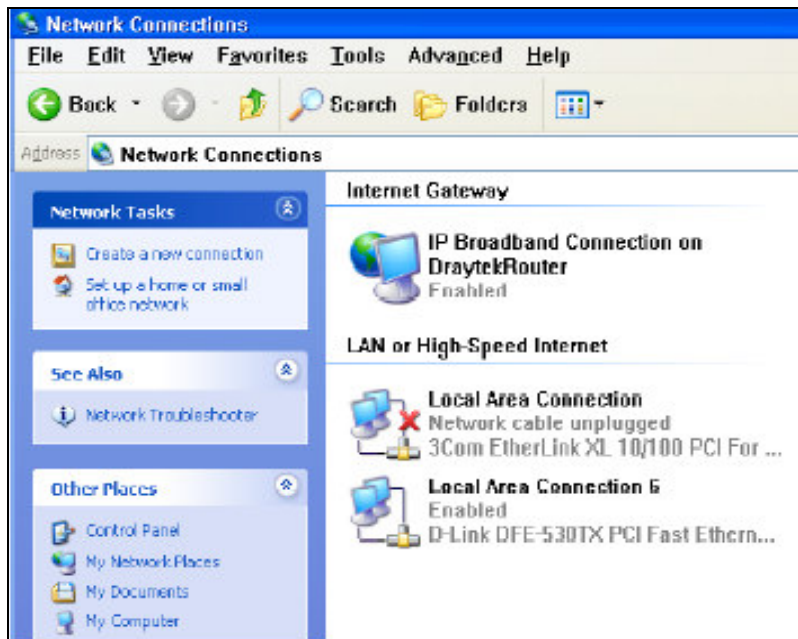 Network Connections
File Edit View Favorites Tools Advanced Help
Back Search Folders
Address Network Connections
Network Tasks
Create a new connection
Set up a home or small
office network
See Also
Network Troubleshooter
Other Places
Control Panel
My Network Places
My Documents
My Computer
Internet Gateway
IP Broadband Connection on
DraytekRouter
Enabled
LAN or High-Speed Internet
Local Area Connection
Network cable unplugged
3Com EtherLink XL 10/100 PCI For ...
Local Area Connection 6
Enabled
D-Link DFE-530TX PCI Fast Ethern...